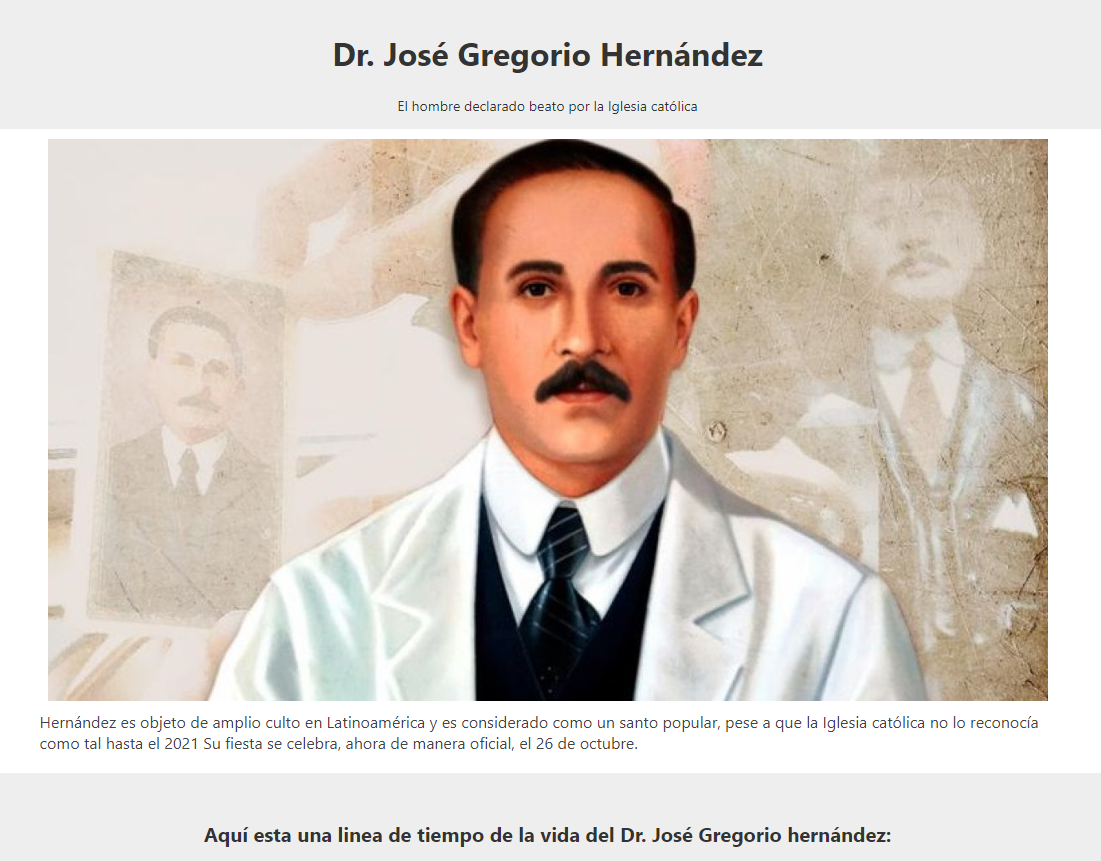 Dr. José Gregorio Hernández
El hombre declarado beato por la Iglesia católica
Hernández es objeto de amplio culto en Latinoamérica y es considerado como un santo popular, pese a que la Iglesia católica no lo reconocía
como tal hasta el 2021 Su fiesta se celebra, ahora de manera oficial, el 26 de octubre.
Aquí esta una linea de tiempo de la vida del Dr. José Gregorio hernández: